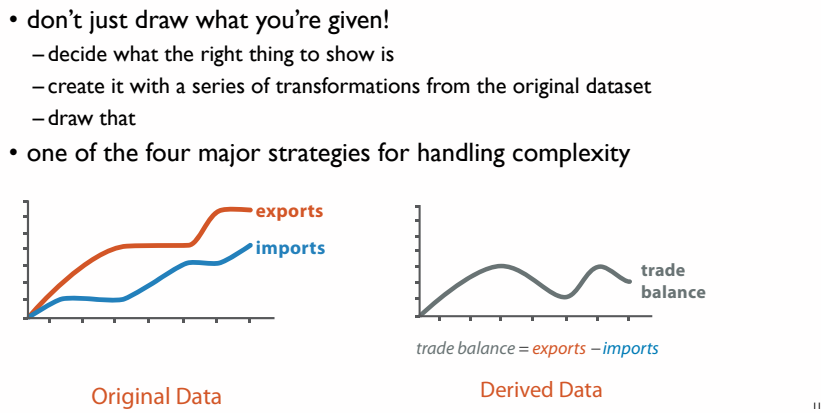 • don’t just draw what you’re given!
– decide what the right thing to show is
– create it with a series of transformations from the original dataset
– draw that
• one of the four major strategies for handling complexity
exports
imports
Original Data
trade
balance
trade balance = exports – imports
Derived Data